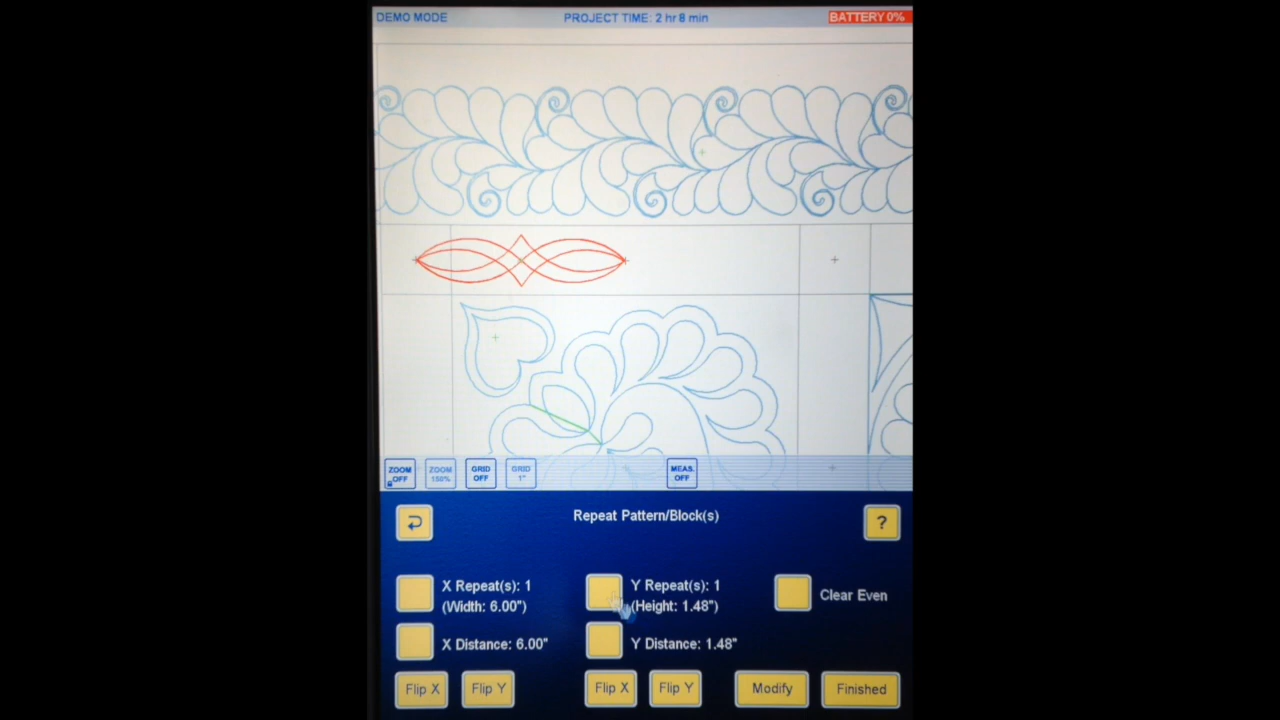 DEMO MODE
PROJECT TIME: 2 hr 8 min
BATTERY 0%
ZOOM OFF
ZOOM 150%
GRID OFF
GRID 1"
MEAS. OFF
Repeat Pattern/Block(s)
?
X Repeat(s): 1
(Width: 6.00")
Y Repeat(s): 1
(Height: 1.48")
Clear Even
X Distance: 6.00"
Y Distance: 1.48"
Flip X
Flip Y
Flip X
Flip Y
Modify
Finished